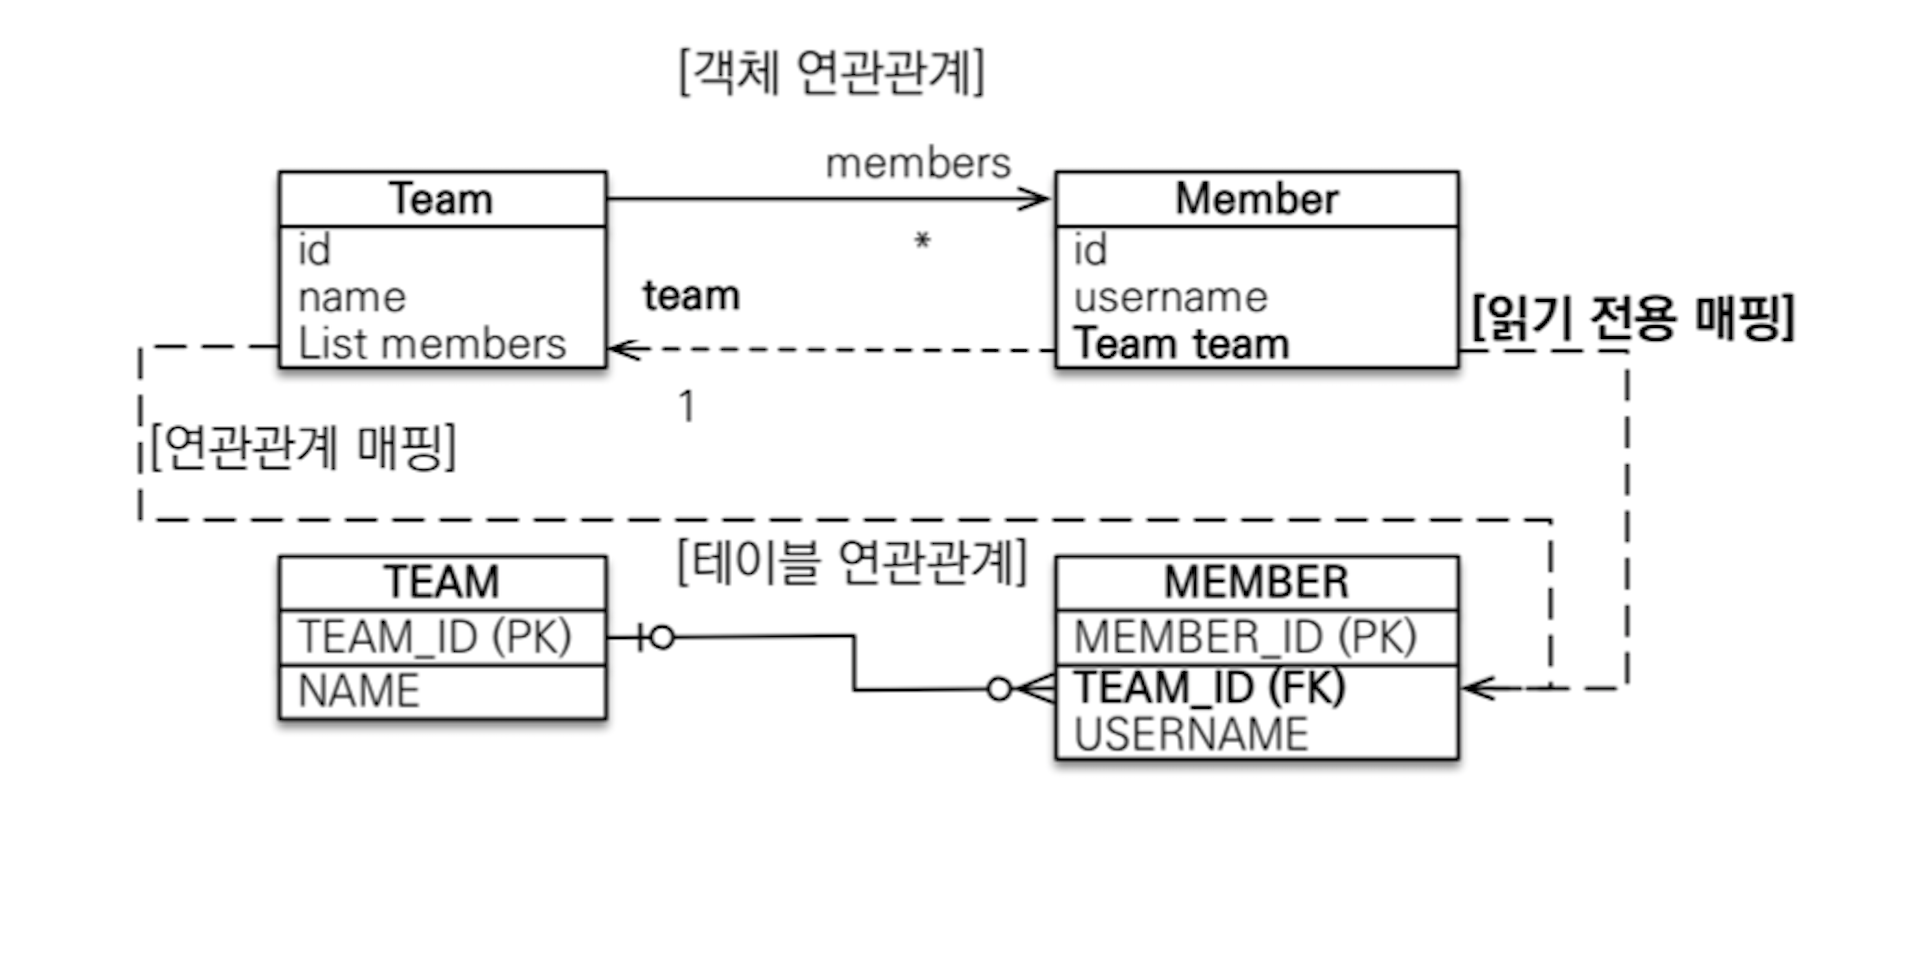 [객체 연관관계]
members
Team
id
name
List members
*
team
1
Member
id
username
Team team
[읽기 전용 매핑]
[연관관계 매핑]
[테이블 연관관계]
TEAM
TEAM_ID (PK)
NAME
MEMBER
MEMBER_ID (PK)
TEAM_ID (FK)
USERNAME